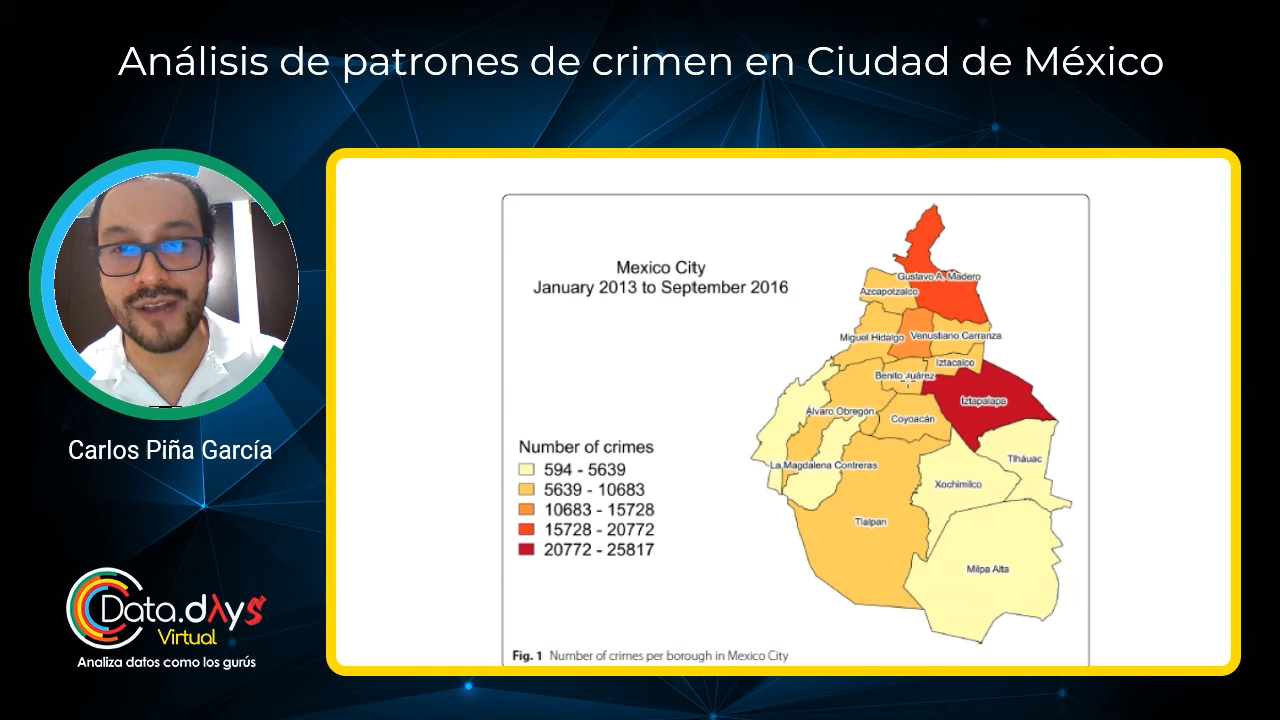 Análisis de patrones de crimen en Ciudad de México
Carlos Piña García
Data.dλys
Virtual
Analiza datos como los gurús
Mexico City
January 2013 to September 2016
Gustavo A. Madero
Azcapotzalco
Miguel Hidalgo
Venustiano Carranza
Iztacalco
Benito Juárez
Iztapalapa
Álvaro Obregón
Coyoacán
Tlháuac
La Magdalena Contreras
Xochimilco
Tlalpan
Milpa Alta
Number of crimes
594 - 5639
5639 - 10683
10683 - 15728
15728 - 20772
20772 - 25817
Fig. 1 Number of crimes per borough in Mexico City